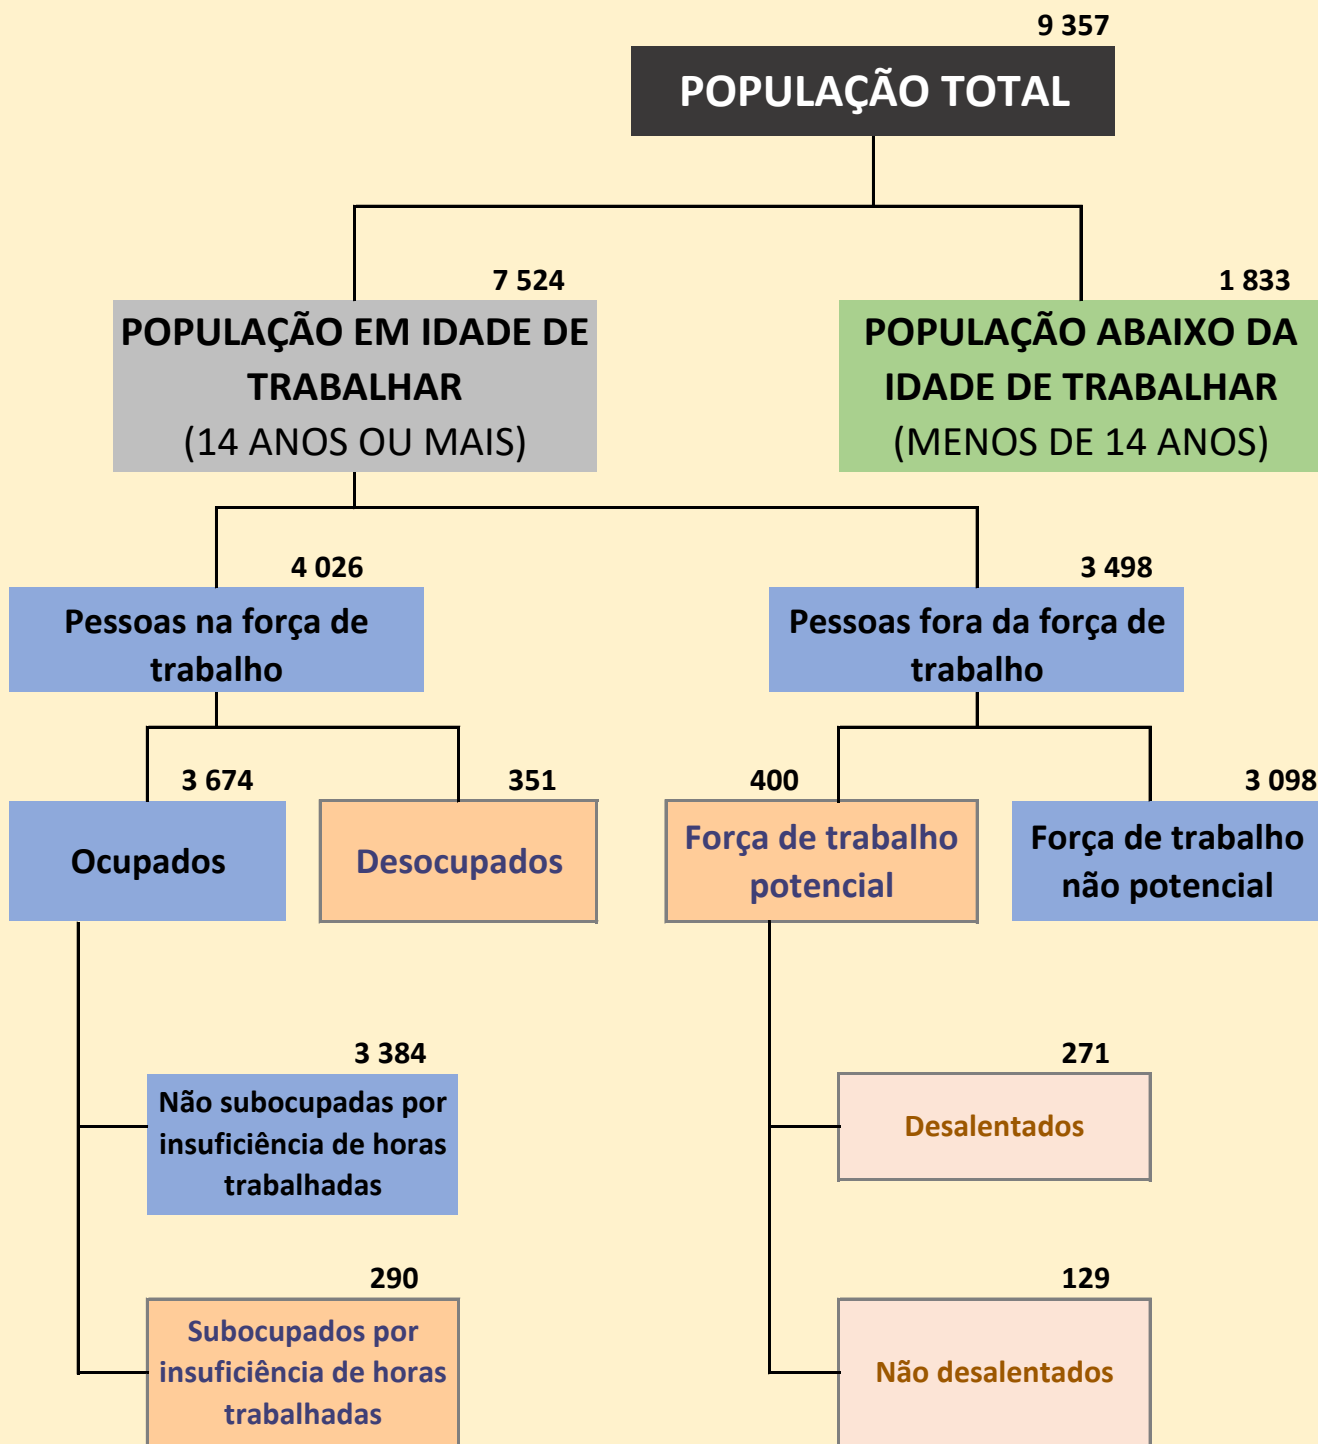 9 357
POPULAÇÃO TOTAL
7 524
POPULAÇÃO EM IDADE DE
TRABALHAR
(14 ANOS OU MAIS)
1 833
POPULAÇÃO ABAIXO DA
IDADE DE TRABALHAR
(MENOS DE 14 ANOS)
4 026
Pessoas na força de
trabalho
3 498
Pessoas fora da força de
trabalho
3 674
Ocupados
351
Desocupados
400
Força de trabalho
potencial
3 098
Força de trabalho
não potencial
3 384
Não subocupadas por
insuficiência de horas
trabalhadas
271
Desalentados
290
Subocupados por
insuficiência de horas
trabalhadas
129
Não desalentados